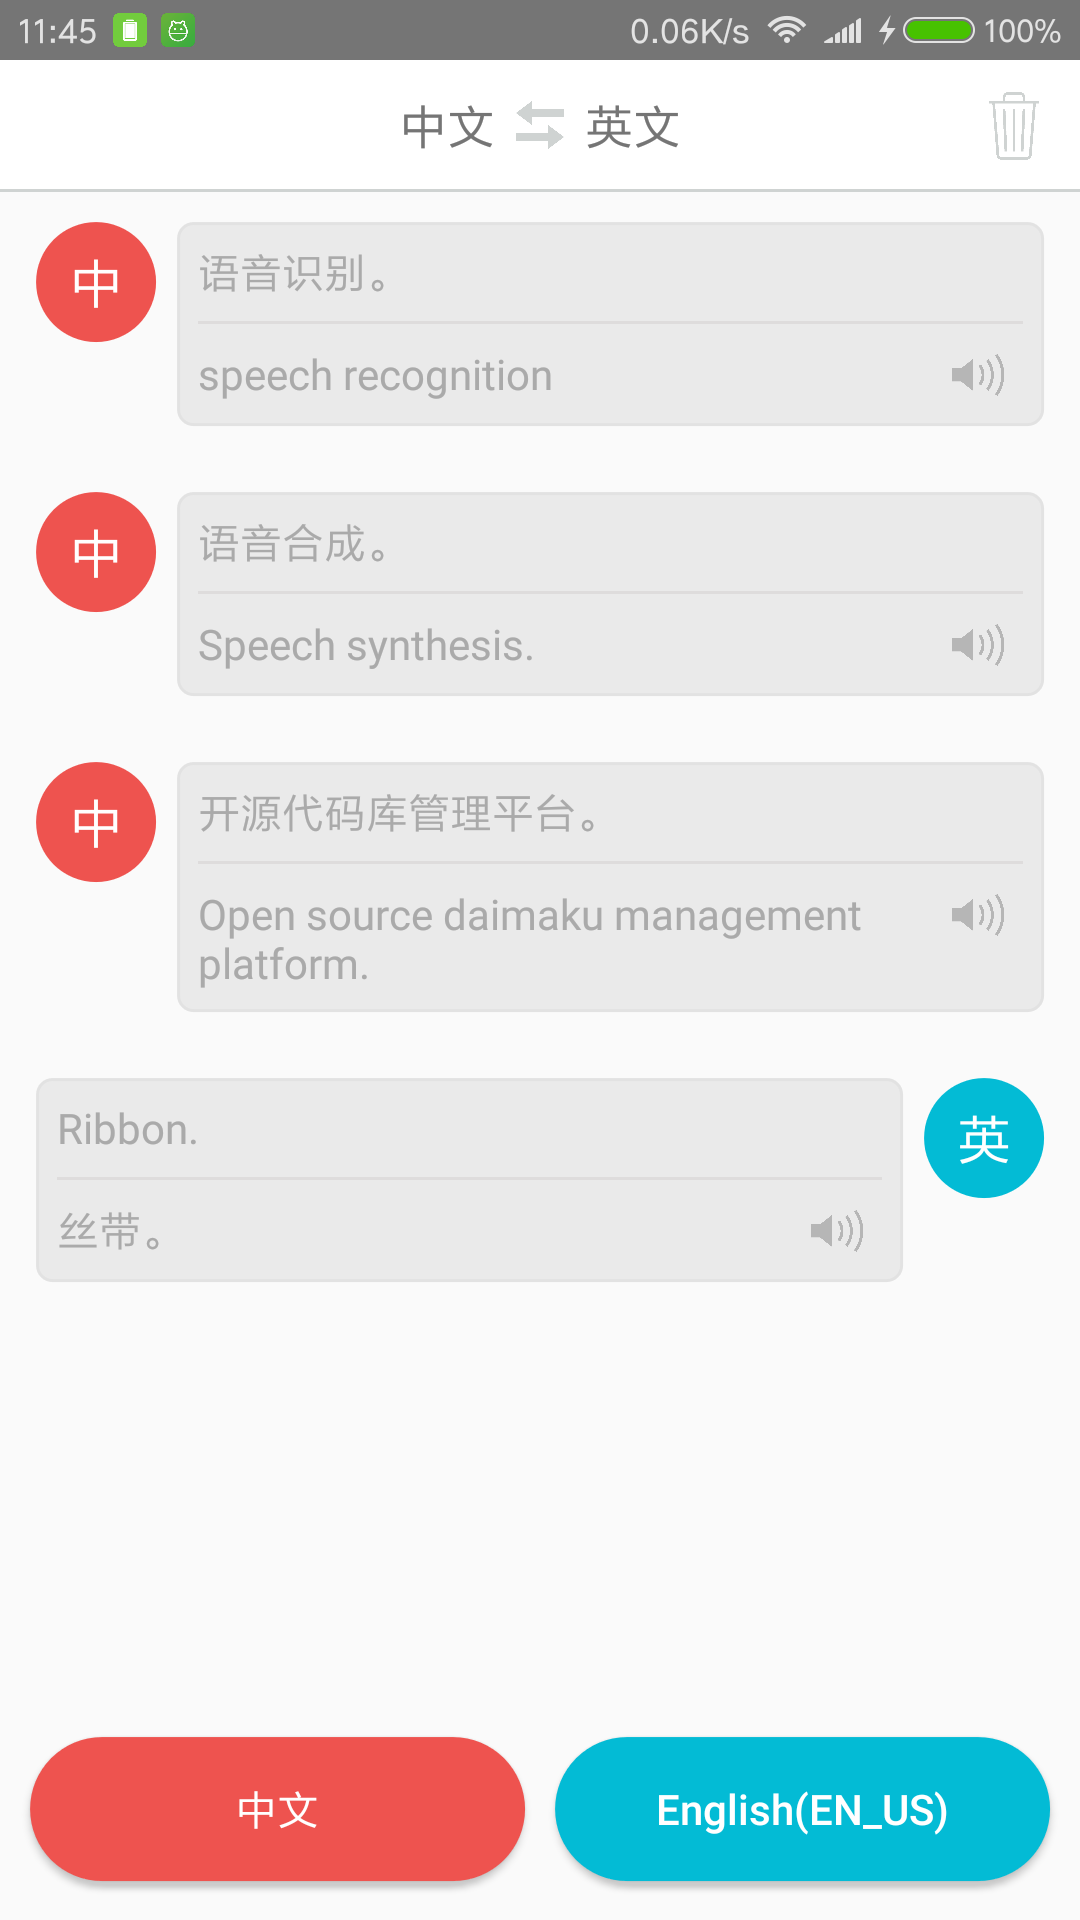 11:45 0.06K/s 100%
中文 英文
中 语音识别。
speech recognition
中 语音合成。
Speech synthesis.
中 开源代码库管理平台。
Open source daimaku management
platform.
Ribbon. 英
丝带。
中文 English(EN_US)